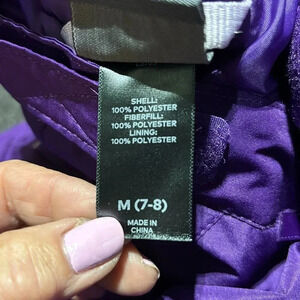 SHELL:
100% POLYESTER
FIBERFILL:
100% POLYESTER
LINING:
100% POLYESTER
M (7-8)
MADE IN
CHINA